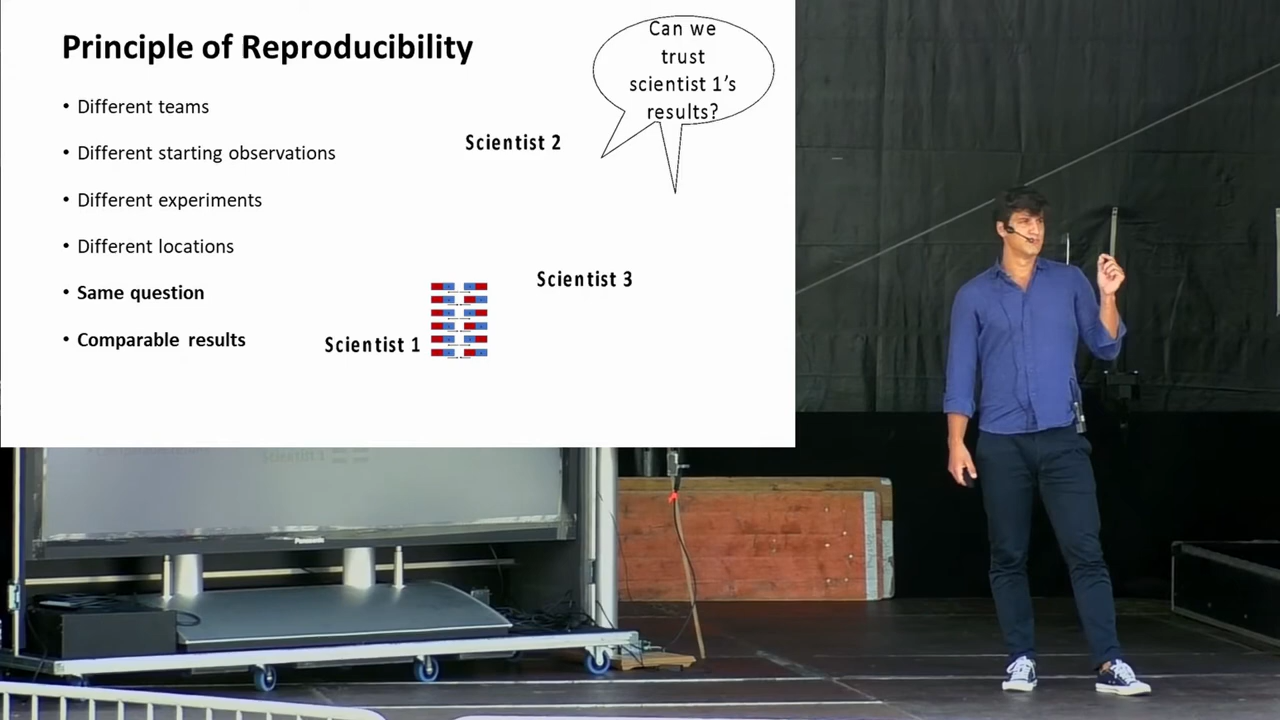 Principle of Reproducibility
Can we
trust
scientist 1's
results?
• Different teams
• Different starting observations
• Different experiments
• Different locations
• Same question
• Comparable results
Scientist 2
Scientist 3
Scientist 1
Panasonic